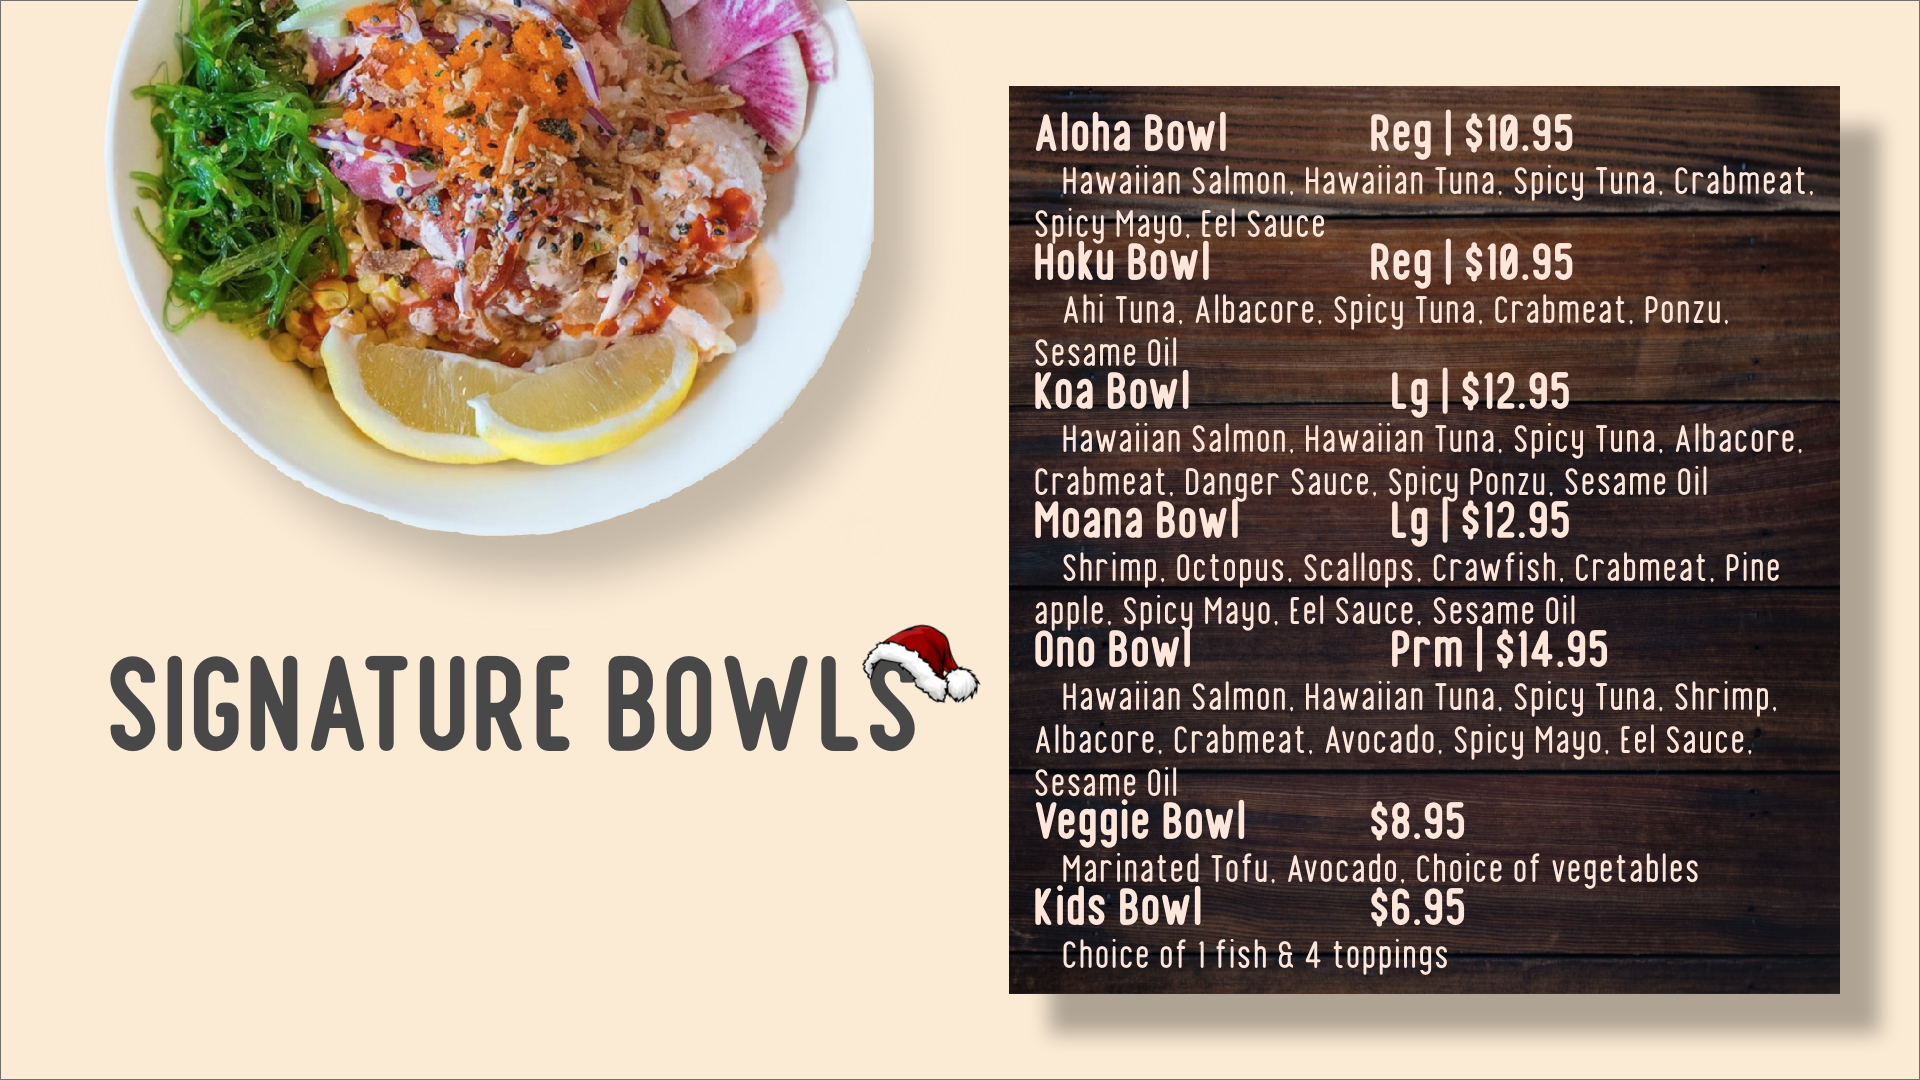 SIGNATURE BOWLS
Aloha Bowl Reg | $10.95
Hawaiian Salmon, Hawaiian Tuna, Spicy Tuna, Crabmeat,
Spicy Mayo, Eel Sauce
Hoku Bowl Reg | $10.95
Ahi Tuna, Albacore, Spicy Tuna, Crabmeat, Ponzu,
Sesame Oil
Koa Bowl Lg | $12.95
Hawaiian Salmon, Hawaiian Tuna, Spicy Tuna, Albacore,
Crabmeat, Danger Sauce, Spicy Ponzu, Sesame Oil
Moana Bowl Lg | $12.95
Shrimp, Octopus, Scallops, Crawfish, Crabmeat, Pine
apple, Spicy Mayo, Eel Sauce, Sesame Oil
Ono Bowl Prm | $14.95
Hawaiian Salmon, Hawaiian Tuna, Spicy Tuna, Shrimp,
Albacore, Crabmeat, Avocado, Spicy Mayo, Eel Sauce,
Sesame Oil
Veggie Bowl $8.95
Marinated Tofu, Avocado, Choice of vegetables
Kids Bowl $6.95
Choice of 1 fish & 4 toppings